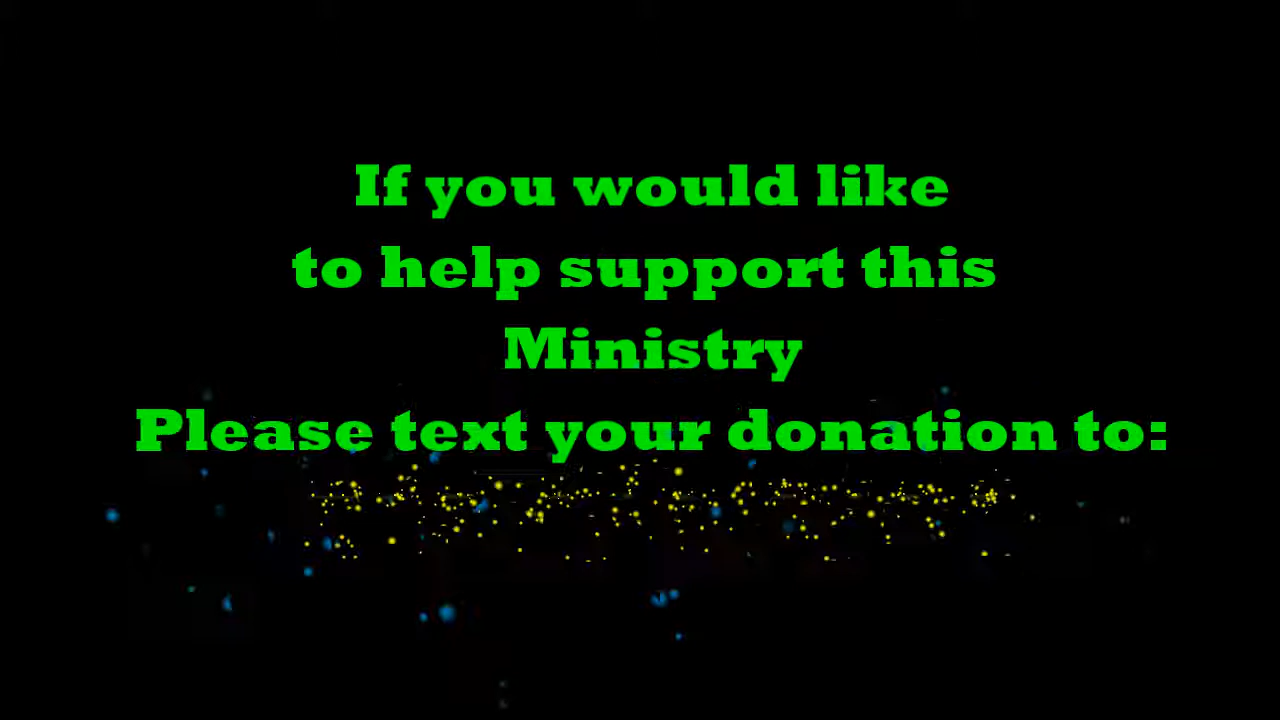 If you would like
to help support this
Ministry
Please text your donation to: